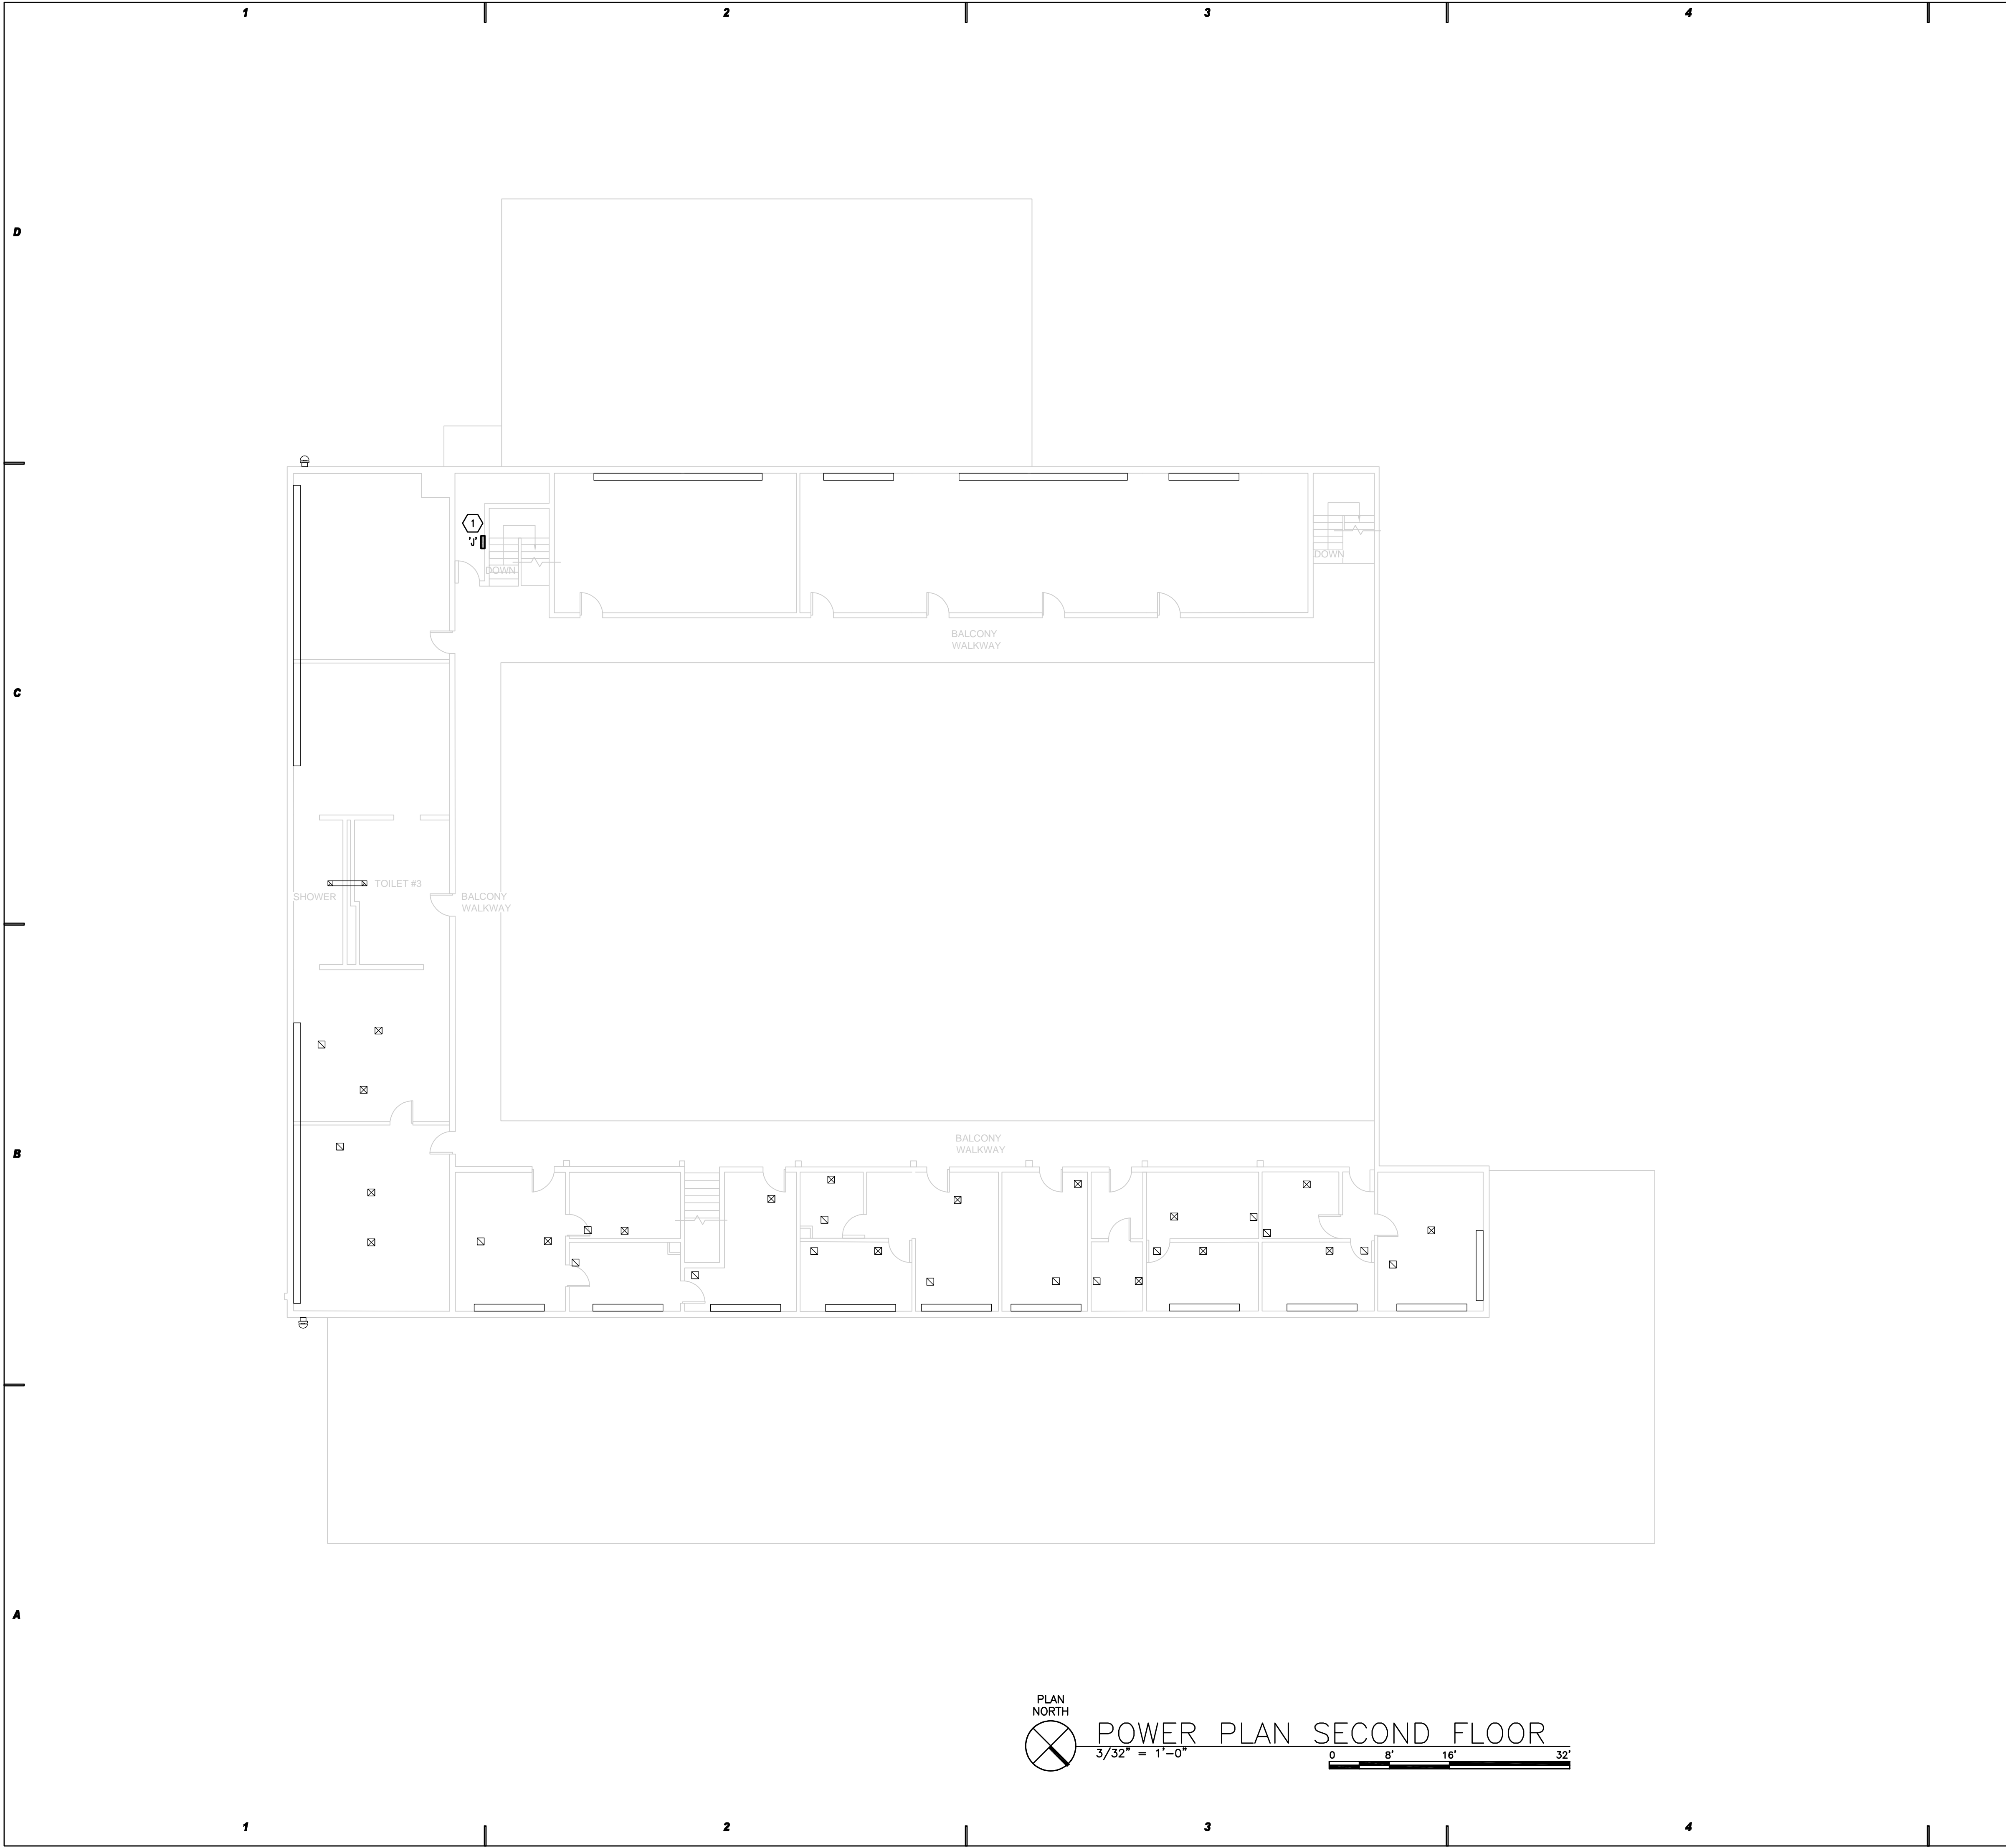 1 2 3 4
D
1
'J'
DOWN
DOWN
BALCONY
WALKWAY
C
SHOWER
TOILET #3
BALCONY
WALKWAY
BALCONY
WALKWAY
B
A
PLAN
NORTH
POWER PLAN SECOND FLOOR
3/32" = 1'-0"
0 8' 16' 32'
1 2 3 4